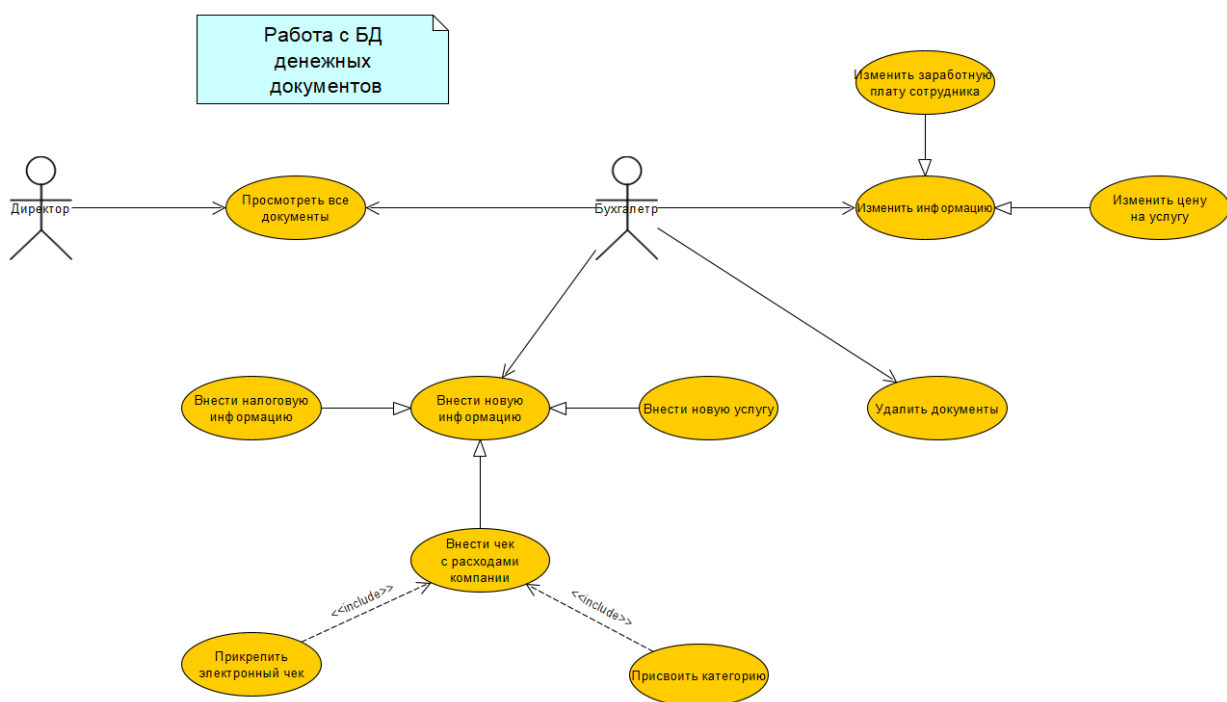 Работа с БД
денежных
документов
Изменить заработную
плату сотрудника
Директор
Просмотреть все
документы
Бухгалетр
Изменить информацию
Изменить цену
на услугу
Внести налоговую
информацию
Внести новую
информацию
Внести новую услугу
Удалить документы
Внести чек
с расходами
компании
<<include>>
<<include>>
Прикрепить
электронный чек
Присвоить категорию